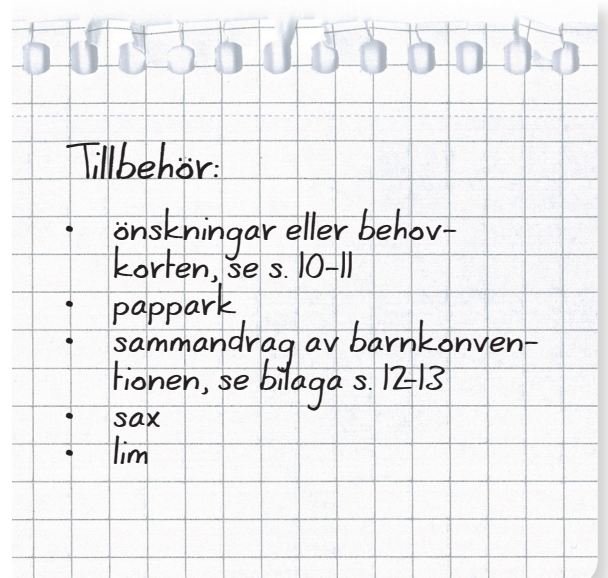 Tillbehör:
• önskningar eller behov-
korten, se s. 10-11
• pappark
• sammandrag av barnkonven-
tionen, se bilaga s. 12-13
• sax
• lim